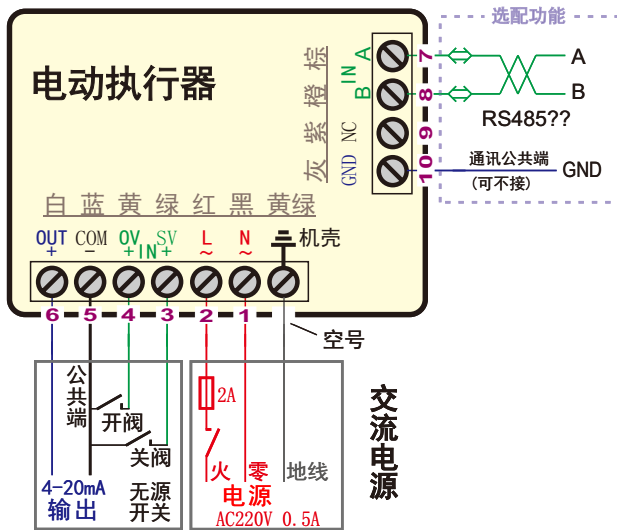 选配功能
电动执行器
棕 A 7 A
橙 IN B 8 B
RS485??
紫 NC 9
灰 GND 10 通讯公共端 GND
(可不接)
白 蓝 黄 绿 红 黑 黄绿
OUT COM OV SV L N 机壳
+ − + IN + ~ ~
6 5 4 3 2 1
空号
公共端
开阀
关阀
2A
交流电源
火 零 地线
4-20mA 无源
输出 开关
电源
AC220V 0.5A